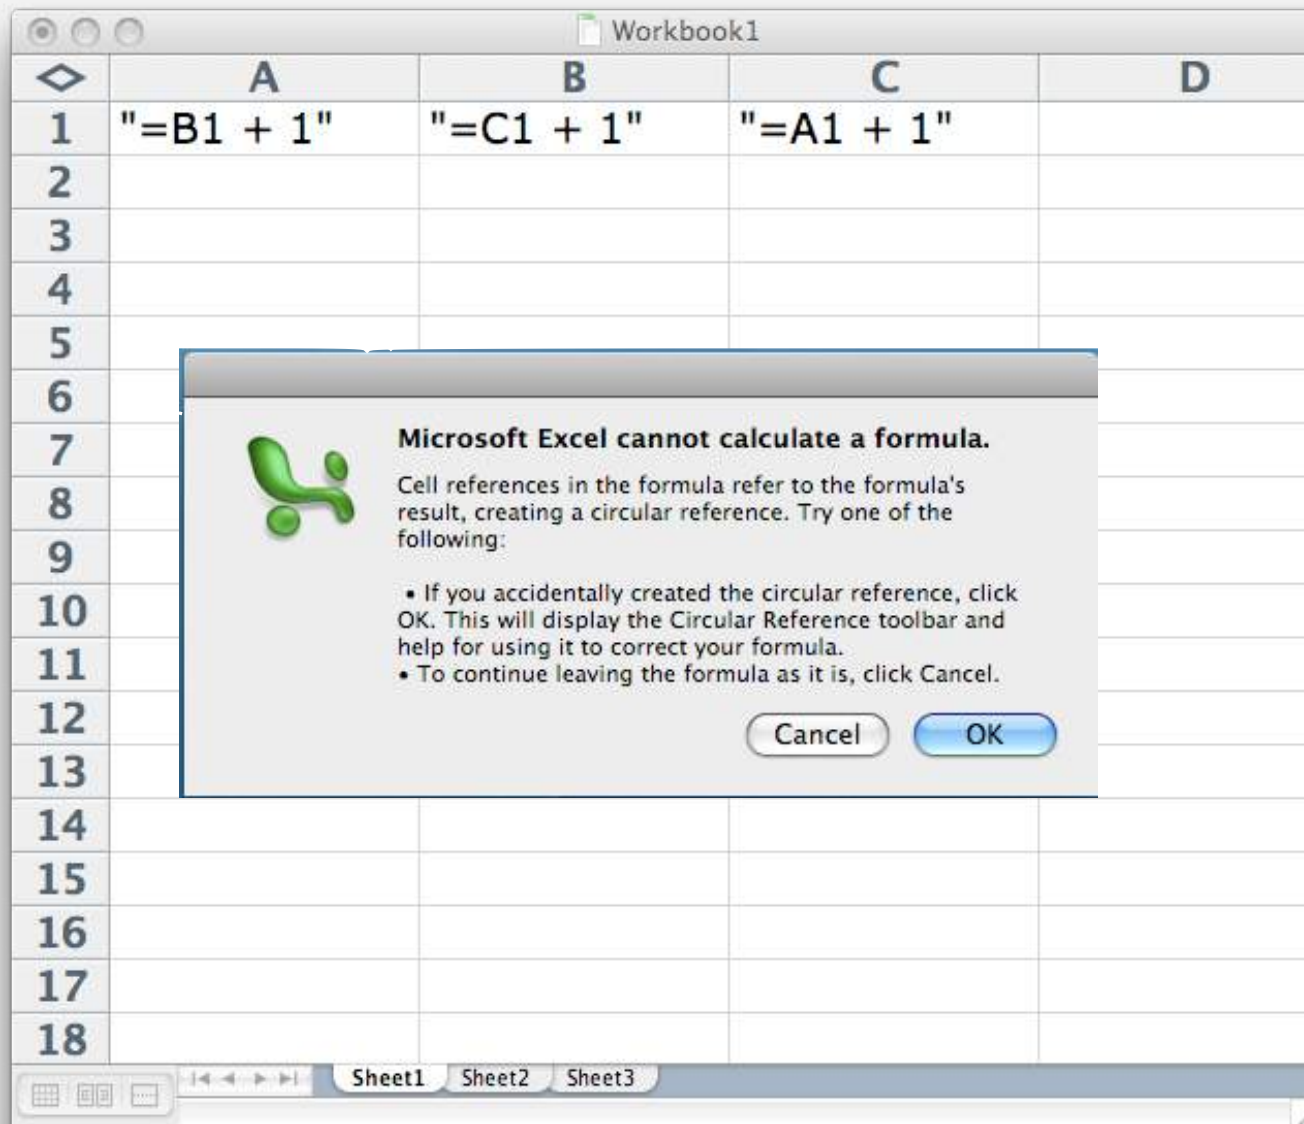 Workbook1
A B C D
1 "=B1 + 1" "=C1 + 1" "=A1 + 1"
2
3
4
5
6
7
8
9
10
11
12
13
14
15
16
17
18
Microsoft Excel cannot calculate a formula.
Cell references in the formula refer to the formula's
result, creating a circular reference. Try one of the
following:
• If you accidentally created the circular reference, click
OK. This will display the Circular Reference toolbar and
help for using it to correct your formula.
• To continue leaving the formula as it is, click Cancel.
Cancel OK
Sheet1 Sheet2 Sheet3